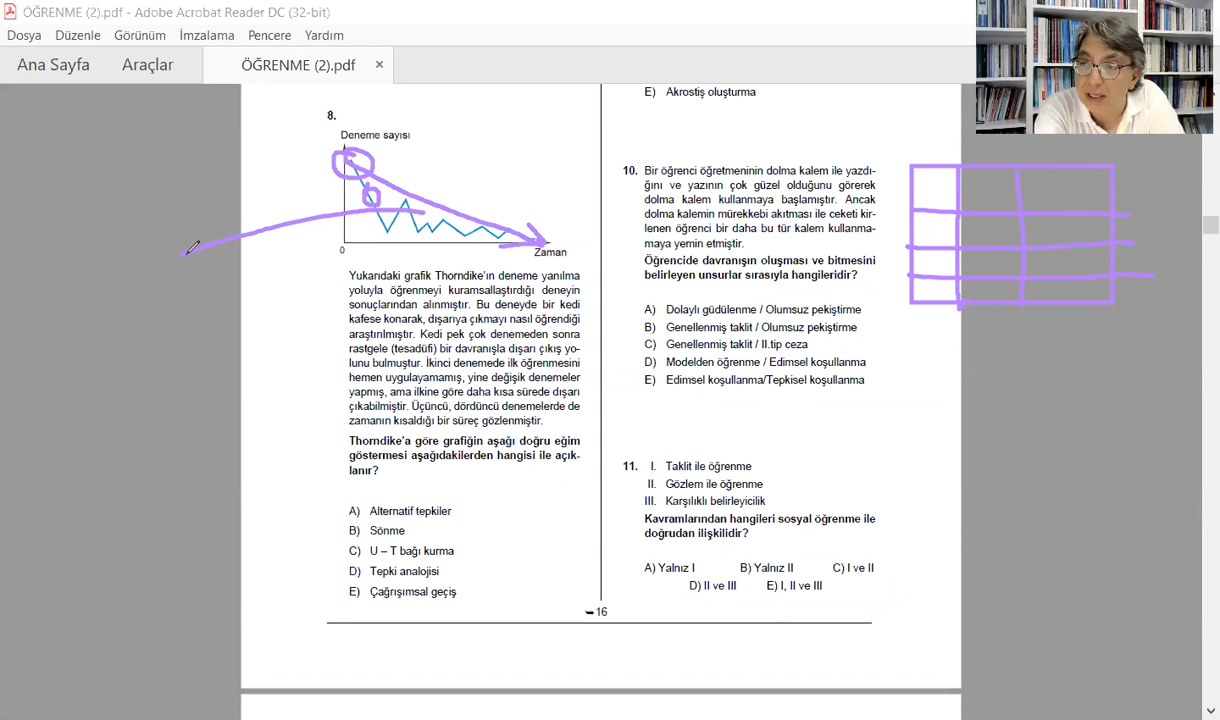 ÖĞRENME (2).pdf - Adobe Acrobat Reader DC (32-bit)
Dosya Düzenle Görünüm İmzalama Pencere Yardım
Ana Sayfa Araçlar ÖĞRENME (2).pdf ×
8.
Deneme sayısı
0
Zaman
Yukarıdaki grafik Thorndike'ın deneme yanılma
yoluyla öğrenmeyi kuramsallaştırdığı deneyin
sonuçlarından alınmıştır. Bu deneyde bir kedi
kafese konarak, dışarıya çıkmayı nasıl öğrendiği
araştırılmıştır. Kedi pek çok denemeden sonra
rastgele (tesadüfi) bir davranışla dışarı çıkış yo-
lunu bulmuştur. İkinci denemede ilk öğrenmesini
hemen uygulayamamış, yine değişik denemeler
yapmış, ama ilkine göre daha kısa sürede dışarı
çıkabilmiştir. Üçüncü, dördüncü denemelerde de
zamanın kısaldığı bir süreç gözlenmiştir.
Thorndike'a göre grafiğin aşağı doğru eğim
göstermesi aşağıdakilerden hangisi ile açık-
lanır?
A) Alternatif tepkiler
B) Sönme
C) U – T bağı kurma
D) Tepki analojisi
E) Çağrışımsal geçiş
E) Akrostiş oluşturma
10. Bir öğrenci öğretmeninin dolma kalem ile yazdı-
ğını ve yazının çok güzel olduğunu görerek
dolma kalem kullanmaya başlamıştır. Ancak
dolma kalemin mürekkebi akıtması ile ceketi kir-
lenen öğrenci bir daha bu tür kalem kullanma-
maya yemin etmiştir.
Öğrencide davranışın oluşması ve bitmesini
belirleyen unsurlar sırasıyla hangileridir?
A) Dolaylı güdülenme / Olumsuz pekiştirme
B) Genellenmiş taklit / Olumsuz pekiştirme
C) Genellenmiş taklit / II.tip ceza
D) Modelden öğrenme / Edimsel koşullanma
E) Edimsel koşullanma/Tepkisel koşullanma
11. I. Taklit ile öğrenme
II. Gözlem ile öğrenme
III. Karşılıklı belirleyicilik
Kavramlarından hangileri sosyal öğrenme ile
doğrudan ilişkilidir?
A) Yalnız I B) Yalnız II C) I ve II
D) II ve III E) I, II ve III
16